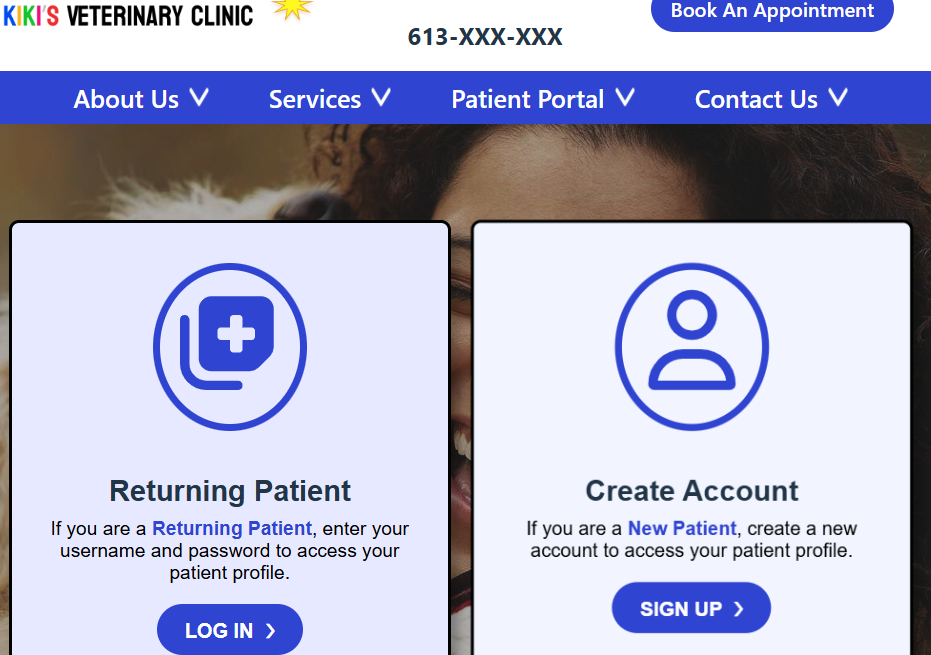 KIKI'S VETERINARY CLINIC
Book An Appointment
613-XXX-XXX
About Us
Services
Patient Portal
Contact Us
Returning Patient
If you are a Returning Patient, enter your
username and password to access your
patient profile.
LOG IN
Create Account
If you are a New Patient, create a new
account to access your patient profile.
SIGN UP